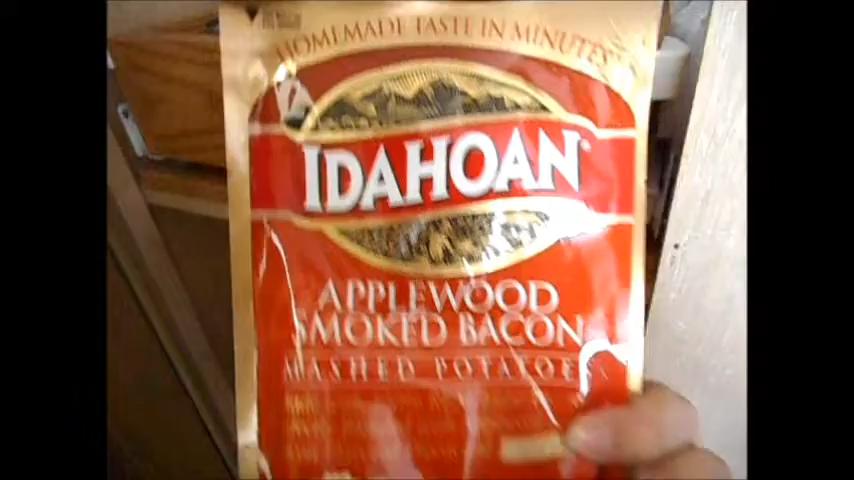 HOMEMADE TASTE IN MINUTES
IDAHOAN®
APPLEWOOD
SMOKED BACON
MASHED POTATOES